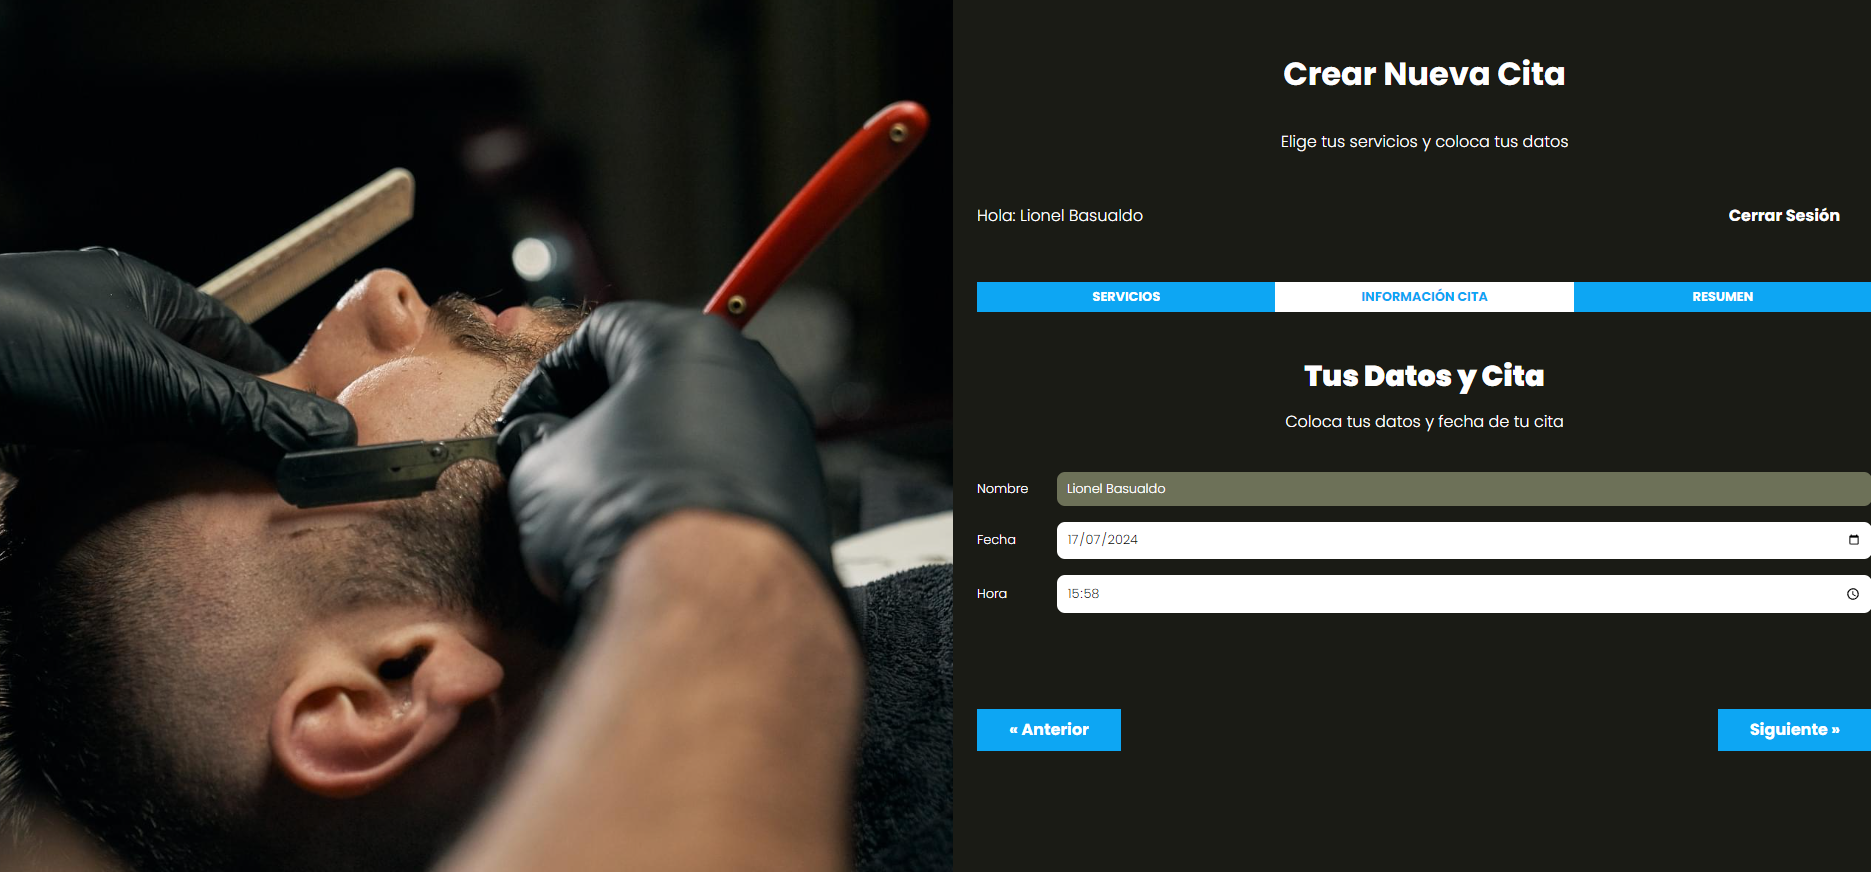 Crear Nueva Cita
Elige tus servicios y coloca tus datos
Hola: Lionel Basualdo
Cerrar Sesión
SERVICIOS
INFORMACIÓN CITA
RESUMEN
Tus Datos y Cita
Coloca tus datos y fecha de tu cita
Nombre
Lionel Basualdo
Fecha
17/07/2024
Hora
15:58
« Anterior
Siguiente »